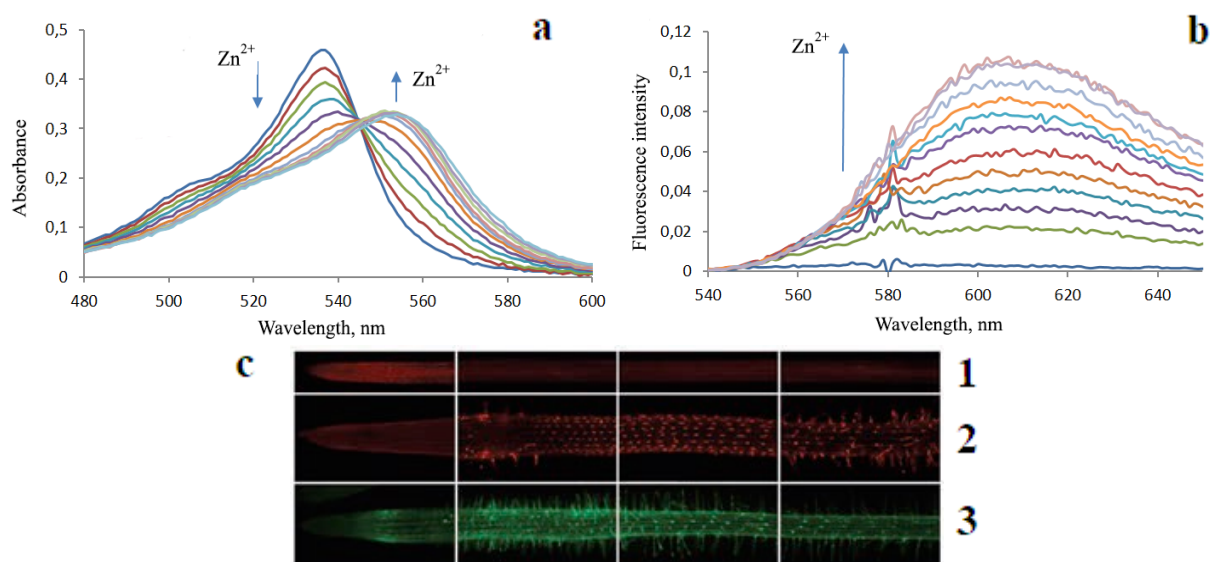 a
0,5
0,4
0,3
0,2
0,1
0
Absorbance
Zn2+
Zn2+
480 500 520 540 560 580 600
Wavelength, nm
b
0,12
0,1
0,08
0,06
0,04
0,02
0
Fluorescence intensity
Zn2+
540 560 580 600 620 640
Wavelength, nm
c
1
2
3